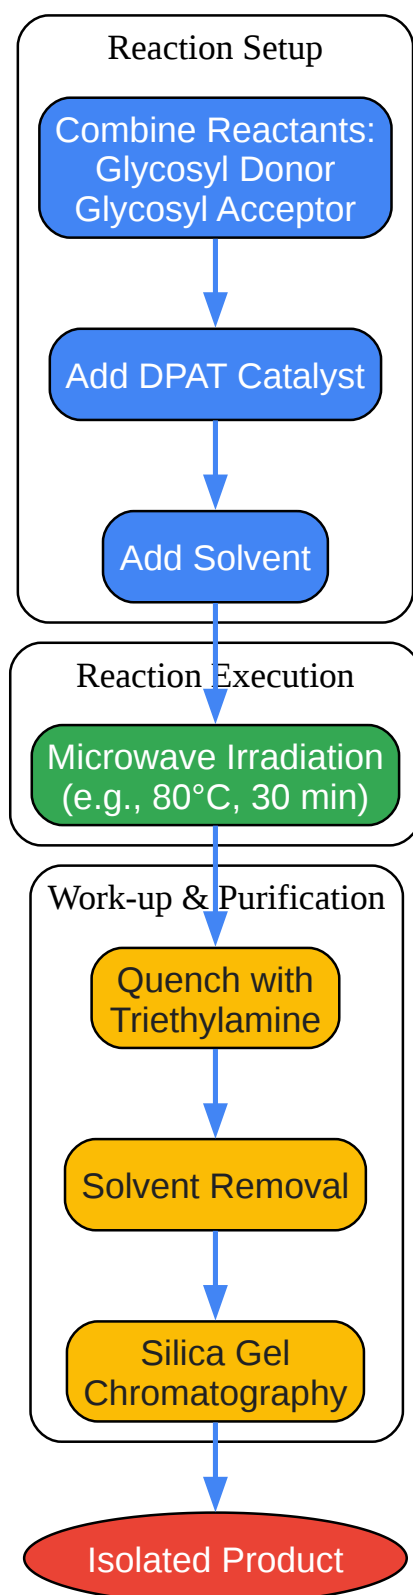 Reaction Setup
Combine Reactants:
Glycosyl Donor
Glycosyl Acceptor
Add DPAT Catalyst
Add Solvent
Reaction Execution
Microwave Irradiation
(e.g., 80°C, 30 min)
Work-up & Purification
Quench with
Triethylamine
Solvent Removal
Silica Gel
Chromatography
Isolated Product